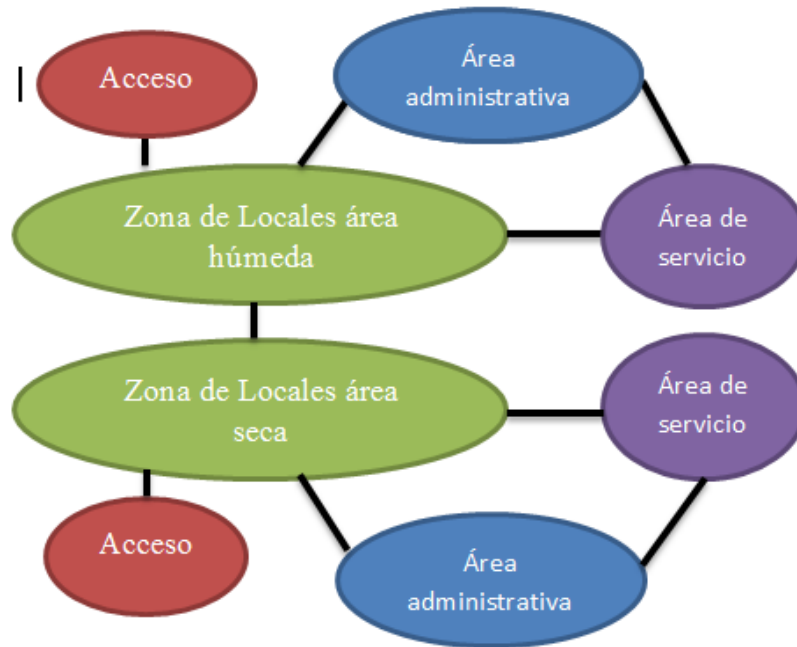 Acceso
Área
administrativa
Zona de Locales área
húmeda
Área de
servicio
Zona de Locales área
seca
Área de
servicio
Acceso
Área
administrativa